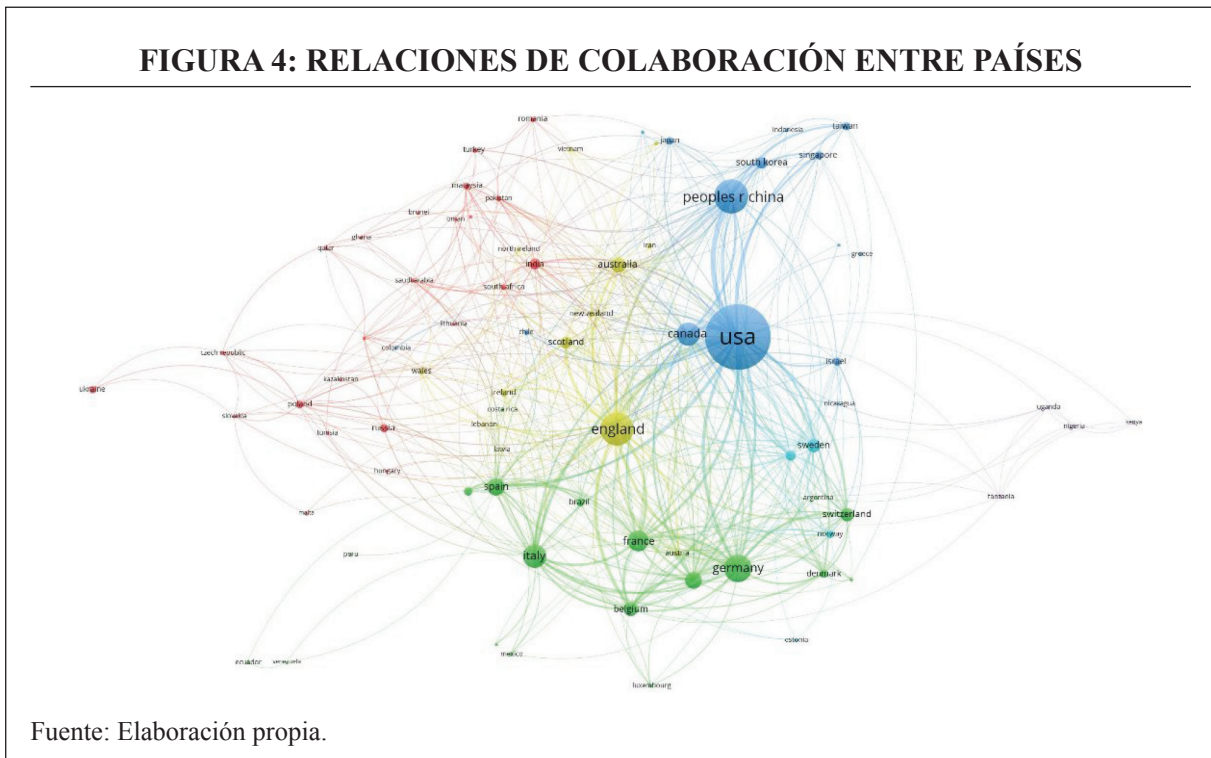 FIGURA 4: RELACIONES DE COLABORACIÓN ENTRE PAÍSES
romania
indonesia
taiwan
japan
turkey
vietnam
south korea
singapore
malaysia
pakistan
peoples r china
brunei
oman
ghana
qatar
north ireland
iran
greece
india
australia
saudi arabia
south africa
new zealand
lithuania
chile
canada
usa
scotland
colombia
czech republic
israel
wales
kazakhstan
ukraine
ireland
nicaragua
poland
costa rica
uganda
slovakia
lebanon
kenya
nigeria
russia
england
tunisia
latvia
sweden
hungary
spain
argentina
tanzania
brazil
malta
switzerland
norway
france
peru
italy
austria
germany
denmark
belgium
estonia
mexico
ecuador
venezuela
luxembourg
Fuente: Elaboración propia.